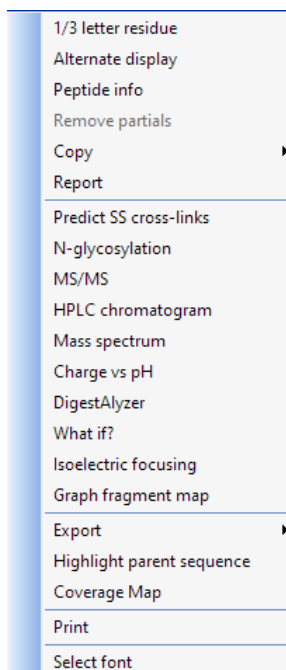 1/3 letter residue
Alternate display
Peptide info
Remove partials
Copy
Report
Predict SS cross-links
N-glycosylation
MS/MS
HPLC chromatogram
Mass spectrum
Charge vs pH
DigestAlyzer
What if?
Isoelectric focusing
Graph fragment map
Export
Highlight parent sequence
Coverage Map
Print
Select font